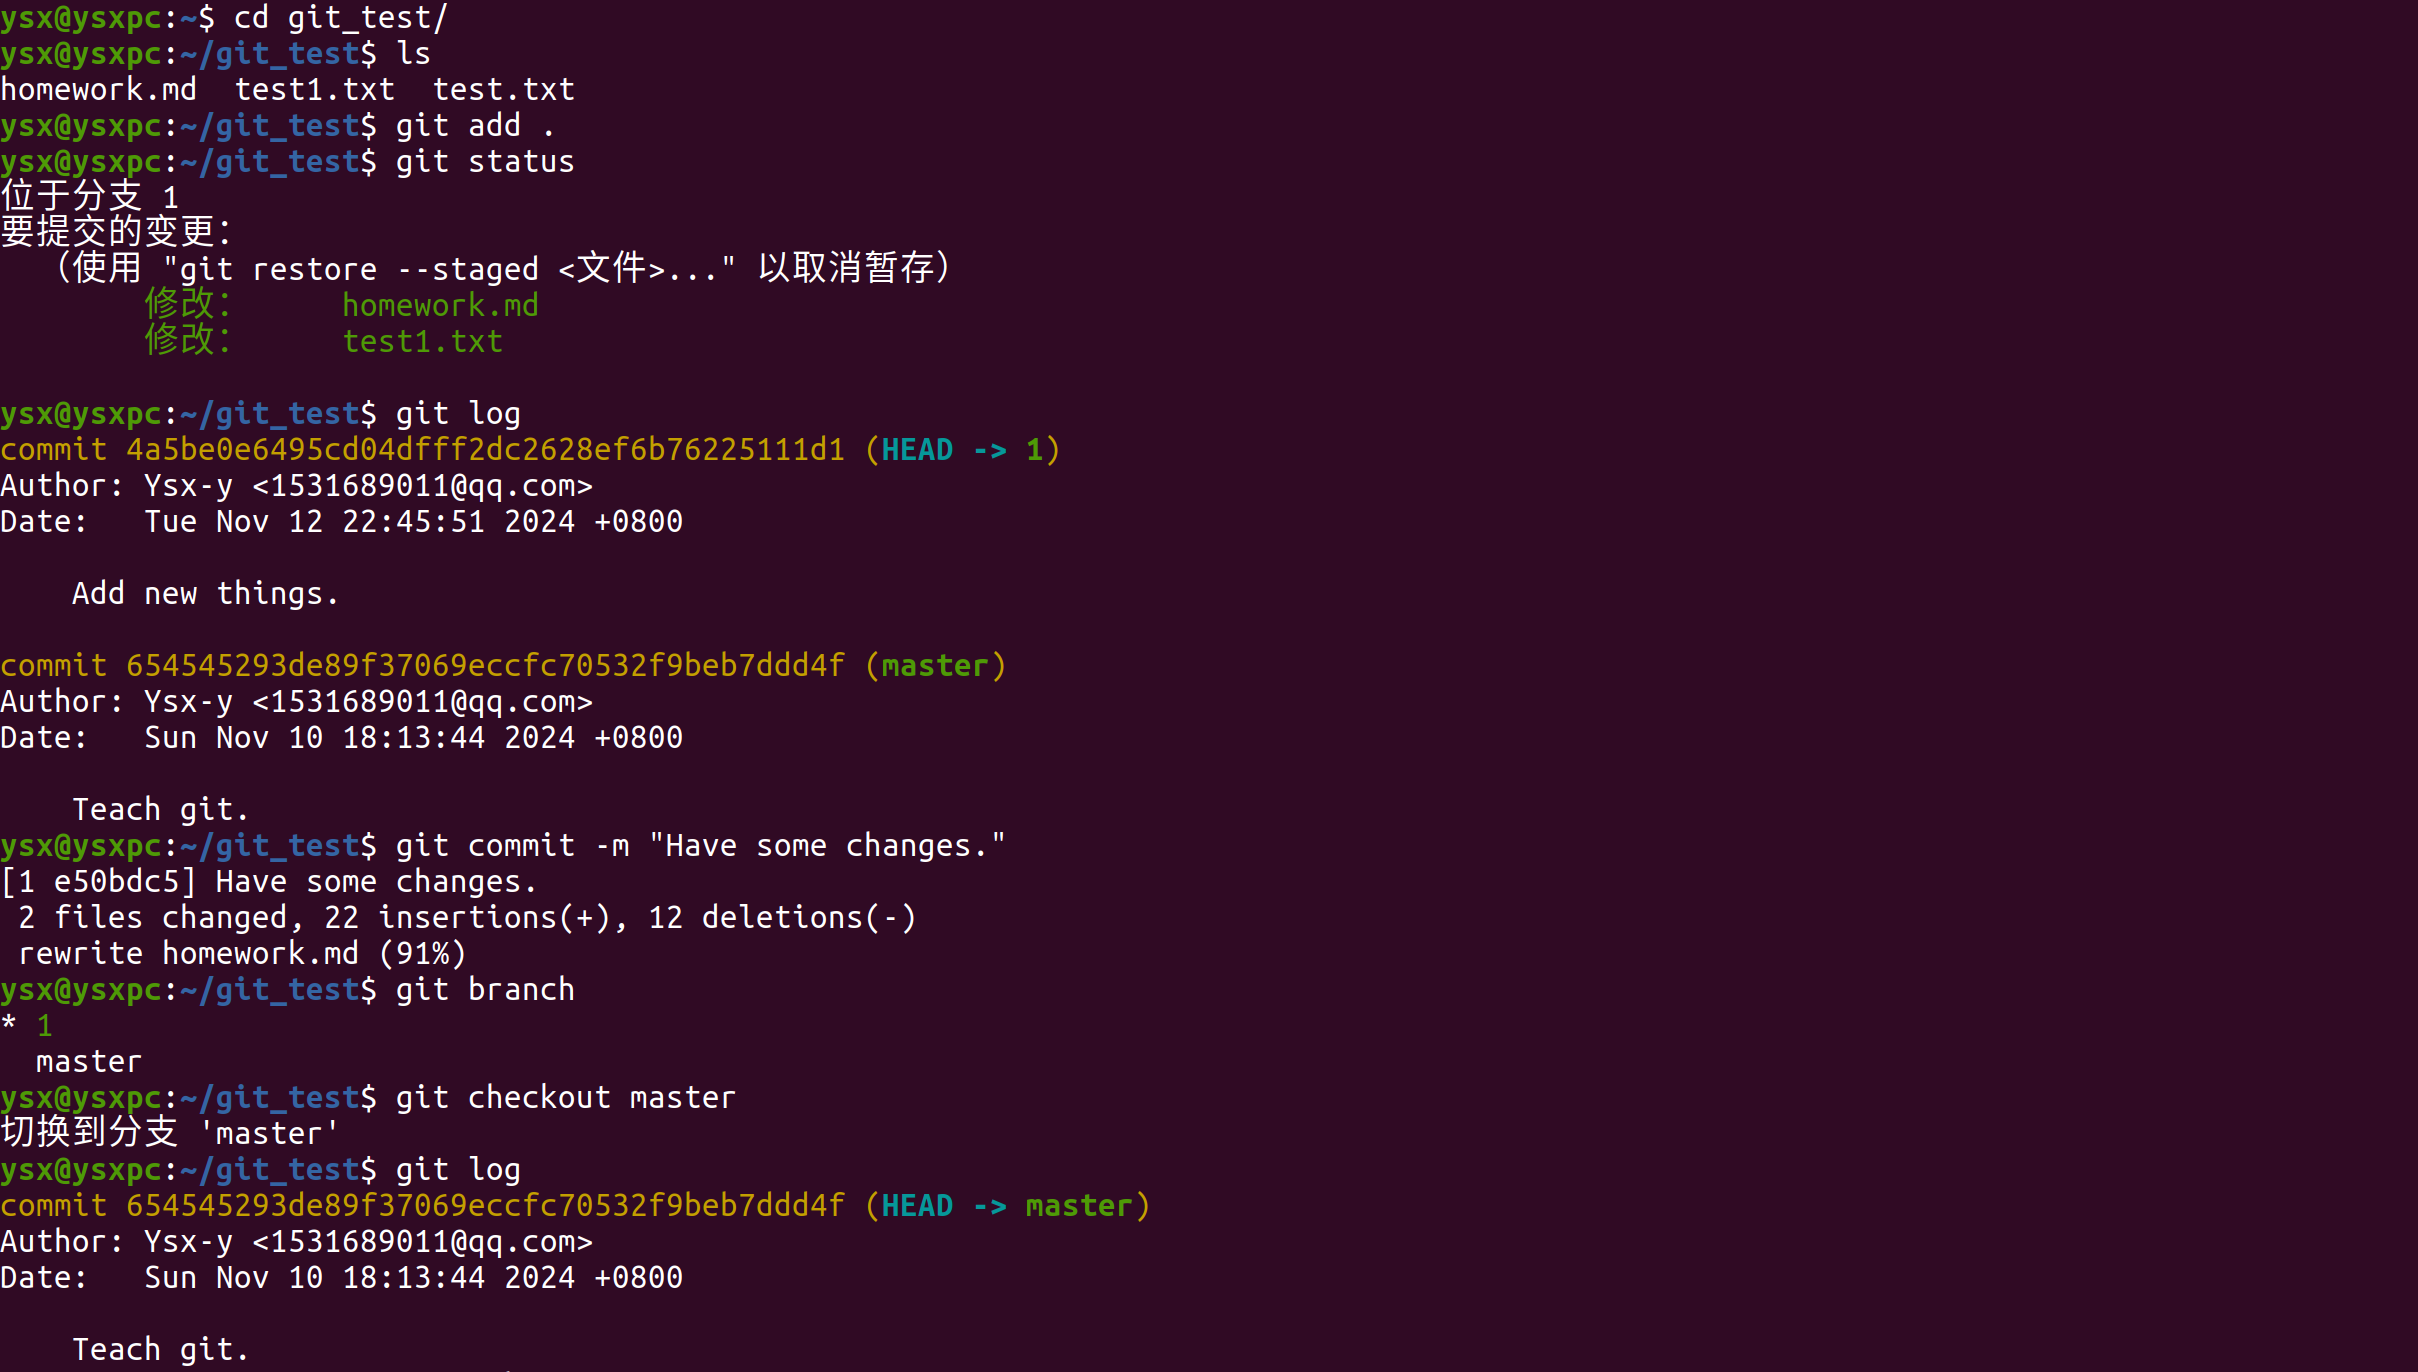 ysx@ysxpc:~$ cd git_test/
ysx@ysxpc:~/git_test$ ls
homework.md  test1.txt  test.txt
ysx@ysxpc:~/git_test$ git add .
ysx@ysxpc:~/git_test$ git status
位于分支 1
要提交的变更：
  （使用 "git restore --staged <文件>..." 以取消暂存）
        修改：     homework.md
        修改：     test1.txt

ysx@ysxpc:~/git_test$ git log
commit 4a5be0e6495cd04dfff2dc2628ef6b76225111d1 (HEAD -> 1)
Author: Ysx-y <1531689011@qq.com>
Date:   Tue Nov 12 22:45:51 2024 +0800

    Add new things.

commit 654545293de89f37069eccfc70532f9beb7ddd4f (master)
Author: Ysx-y <1531689011@qq.com>
Date:   Sun Nov 10 18:13:44 2024 +0800

    Teach git.
ysx@ysxpc:~/git_test$ git commit -m "Have some changes."
[1 e50bdc5] Have some changes.
 2 files changed, 22 insertions(+), 12 deletions(-)
 rewrite homework.md (91%)
ysx@ysxpc:~/git_test$ git branch
* 1
  master
ysx@ysxpc:~/git_test$ git checkout master
切换到分支 'master'
ysx@ysxpc:~/git_test$ git log
commit 654545293de89f37069eccfc70532f9beb7ddd4f (HEAD -> master)
Author: Ysx-y <1531689011@qq.com>
Date:   Sun Nov 10 18:13:44 2024 +0800

    Teach git.